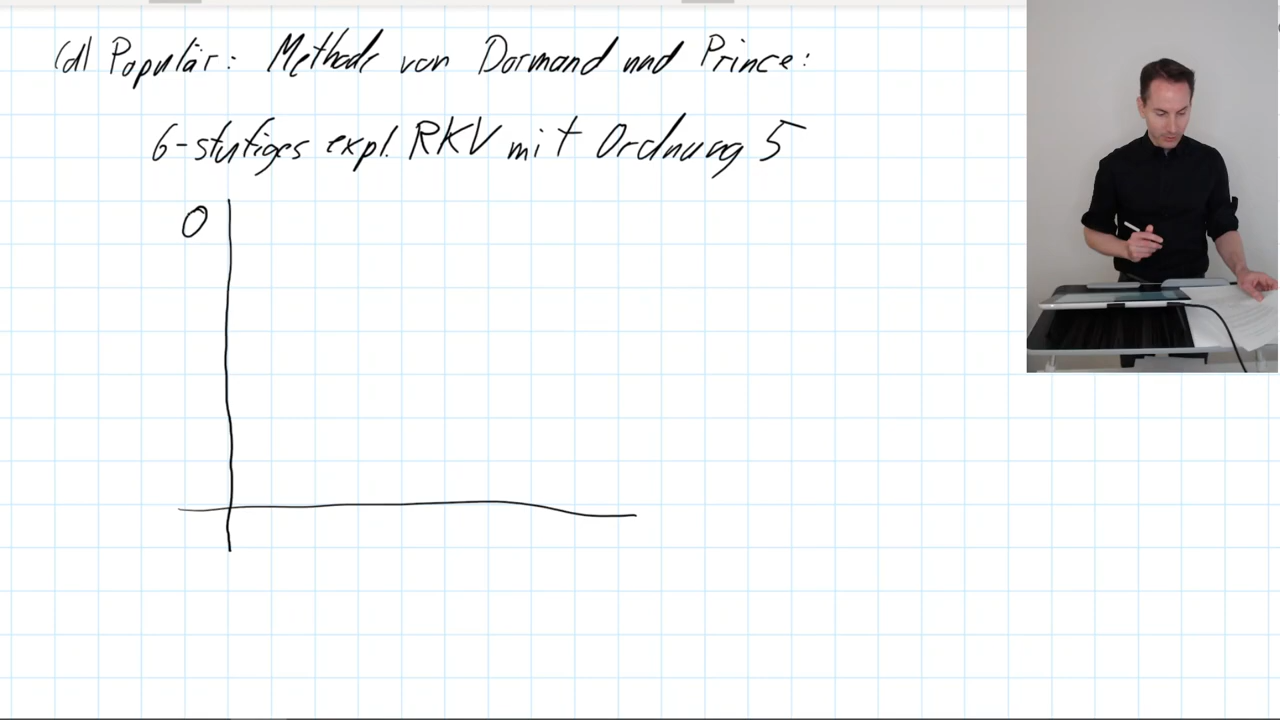 (d) Populär: Methode von Dormand und Prince:
6-stufiges expl. RKV mit Ordnung 5
0